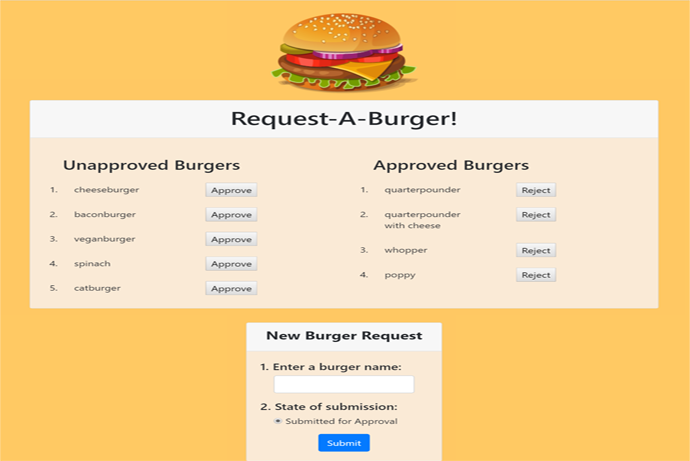 Request-A-Burger!
Unapproved Burgers
1. cheeseburger Approve
2. baconburger Approve
3. veganburger Approve
4. spinach Approve
5. catburger Approve
Approved Burgers
1. quarterpounder Reject
2. quarterpounder Reject
with cheese
3. whopper Reject
4. poppy Reject
New Burger Request
1. Enter a burger name:
2. State of submission:
Submitted for Approval
Submit